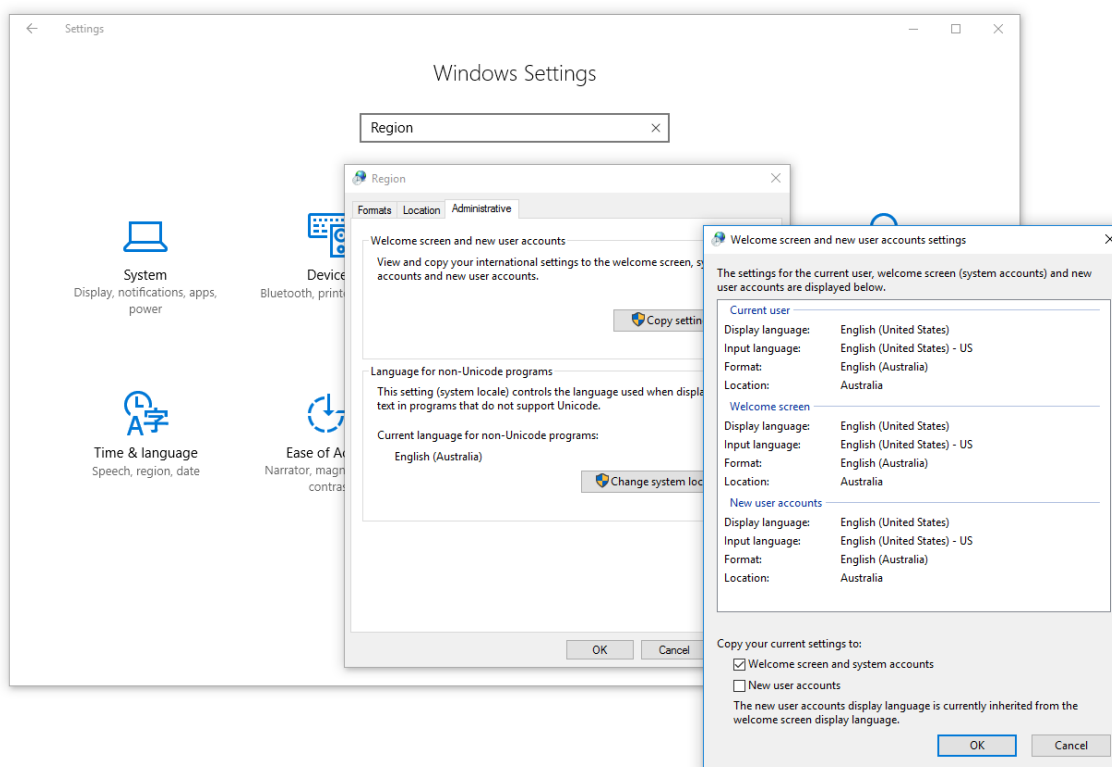 Settings
Windows Settings
Region
System
Display, notifications, apps,
power
Bluetooth,
Time & language
Speech, region, date
Ease of
Narrator,
Region
Formats Location Administrative
Welcome screen and new user accounts
View and copy your international settings to the welcome screen,
accounts and new user accounts.
Copy
Language for non-Unicode programs
This setting (system locale) controls the language used when
text in programs that do not support Unicode.
Current language for non-Unicode programs:
English (Australia)
Change system
OK Cancel
Welcome screen and new user accounts settings
The settings for the current user, welcome screen (system accounts) and new
user accounts are displayed below.
Current user
Display language: English (United States)
Input language: English (United States) - US
Format: English (Australia)
Location: Australia
Welcome screen
Display language: English (United States)
Input language: English (United States) - US
Format: English (Australia)
Location: Australia
New user accounts
Display language: English (United States)
Input language: English (United States) - US
Format: English (Australia)
Location: Australia
Copy your current settings to:
Welcome screen and system accounts
New user accounts
The new user accounts display language is currently inherited from the
welcome screen display language.
OK Cancel